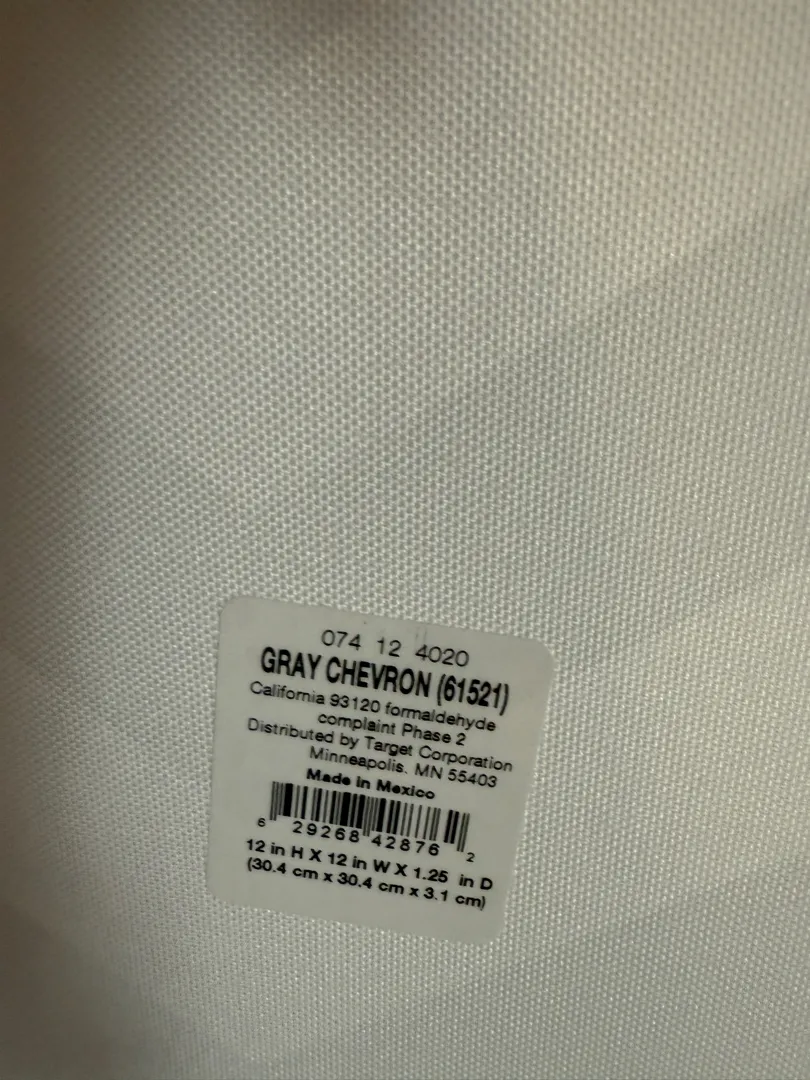 074 12 4020
GRAY CHEVRON (61521)
California 93120 formaldehyde
complaint Phase 2
Distributed by Target Corporation
Minneapolis. MN 55403
Made in Mexico
6 29268 42876 2
12 in H X 12 in W X 1.25 in D
(30.4 cm x 30.4 cm x 3.1 cm)